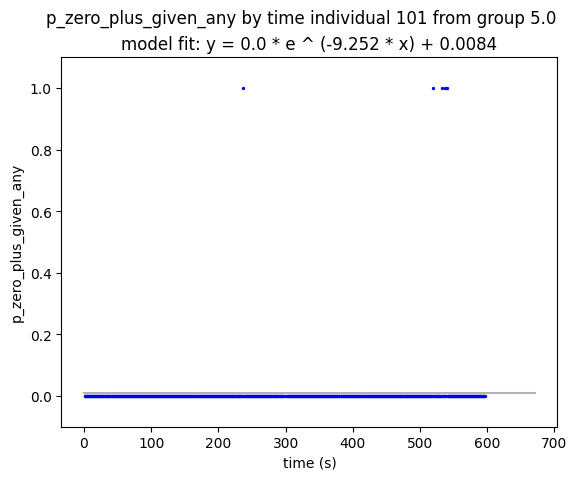 p_zero_plus_given_any by time individual 101 from group 5.0
model fit: y = 0.0 * e ^ (-9.252 * x) + 0.0084
1.0
0.8
0.6
0.4
0.2
0.0
p_zero_plus_given_any
0 100 200 300 400 500 600 700
time (s)